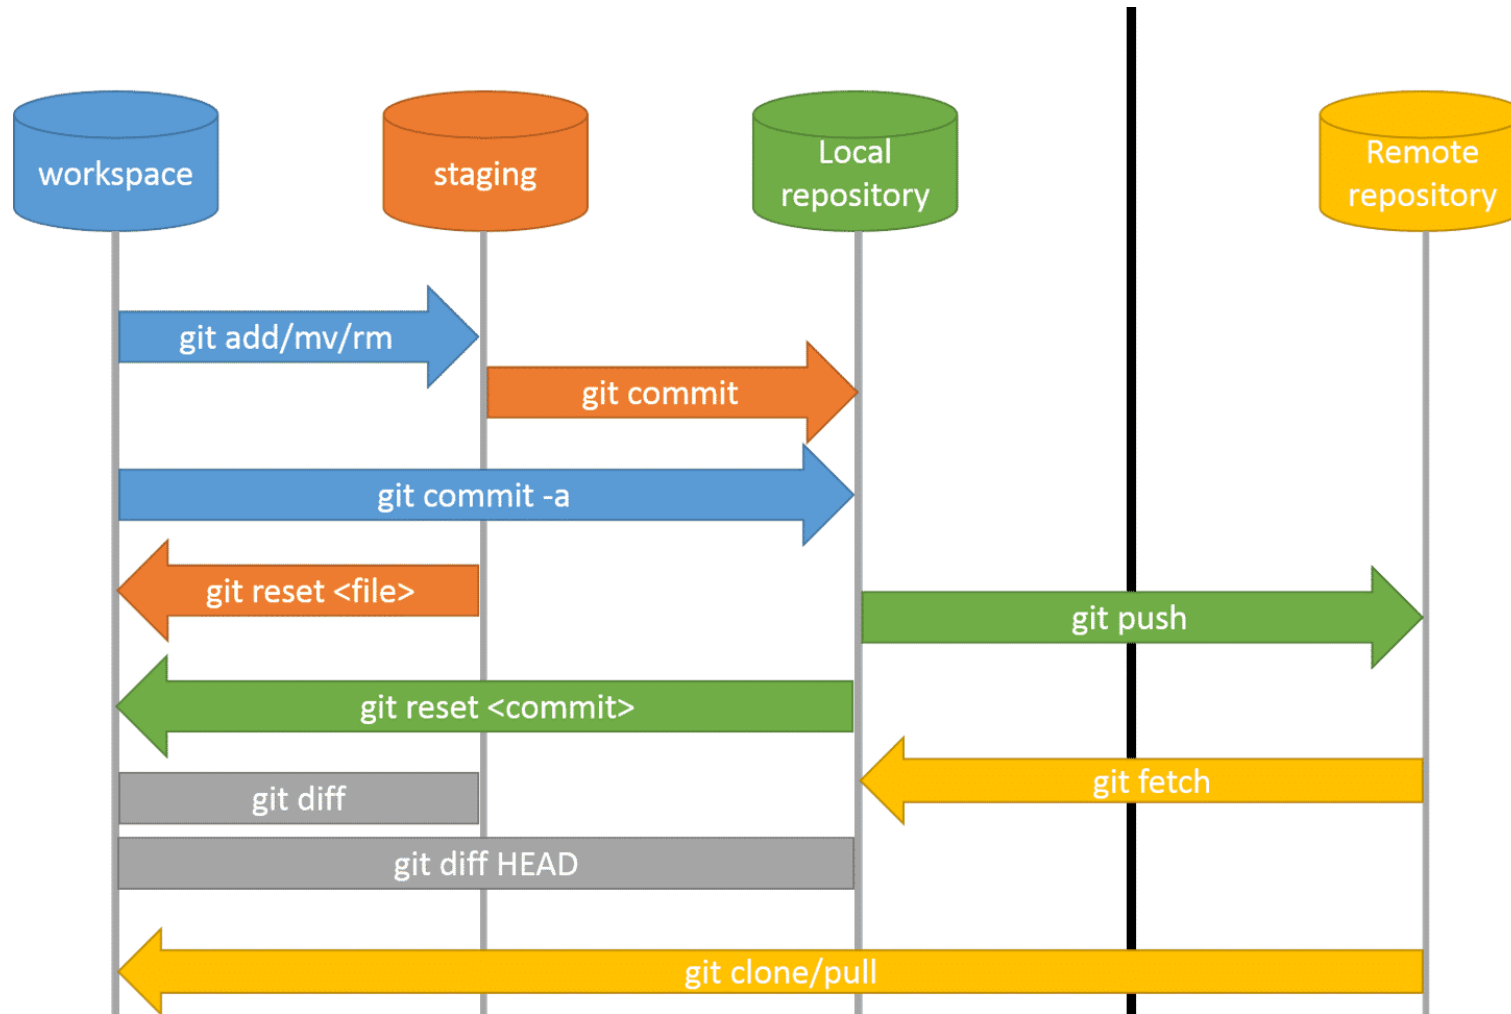 workspace
staging
Local
repository
Remote
repository
git add/mv/rm
git commit
git commit -a
git reset <file>
git push
git reset <commit>
git fetch
git diff
git diff HEAD
git clone/pull